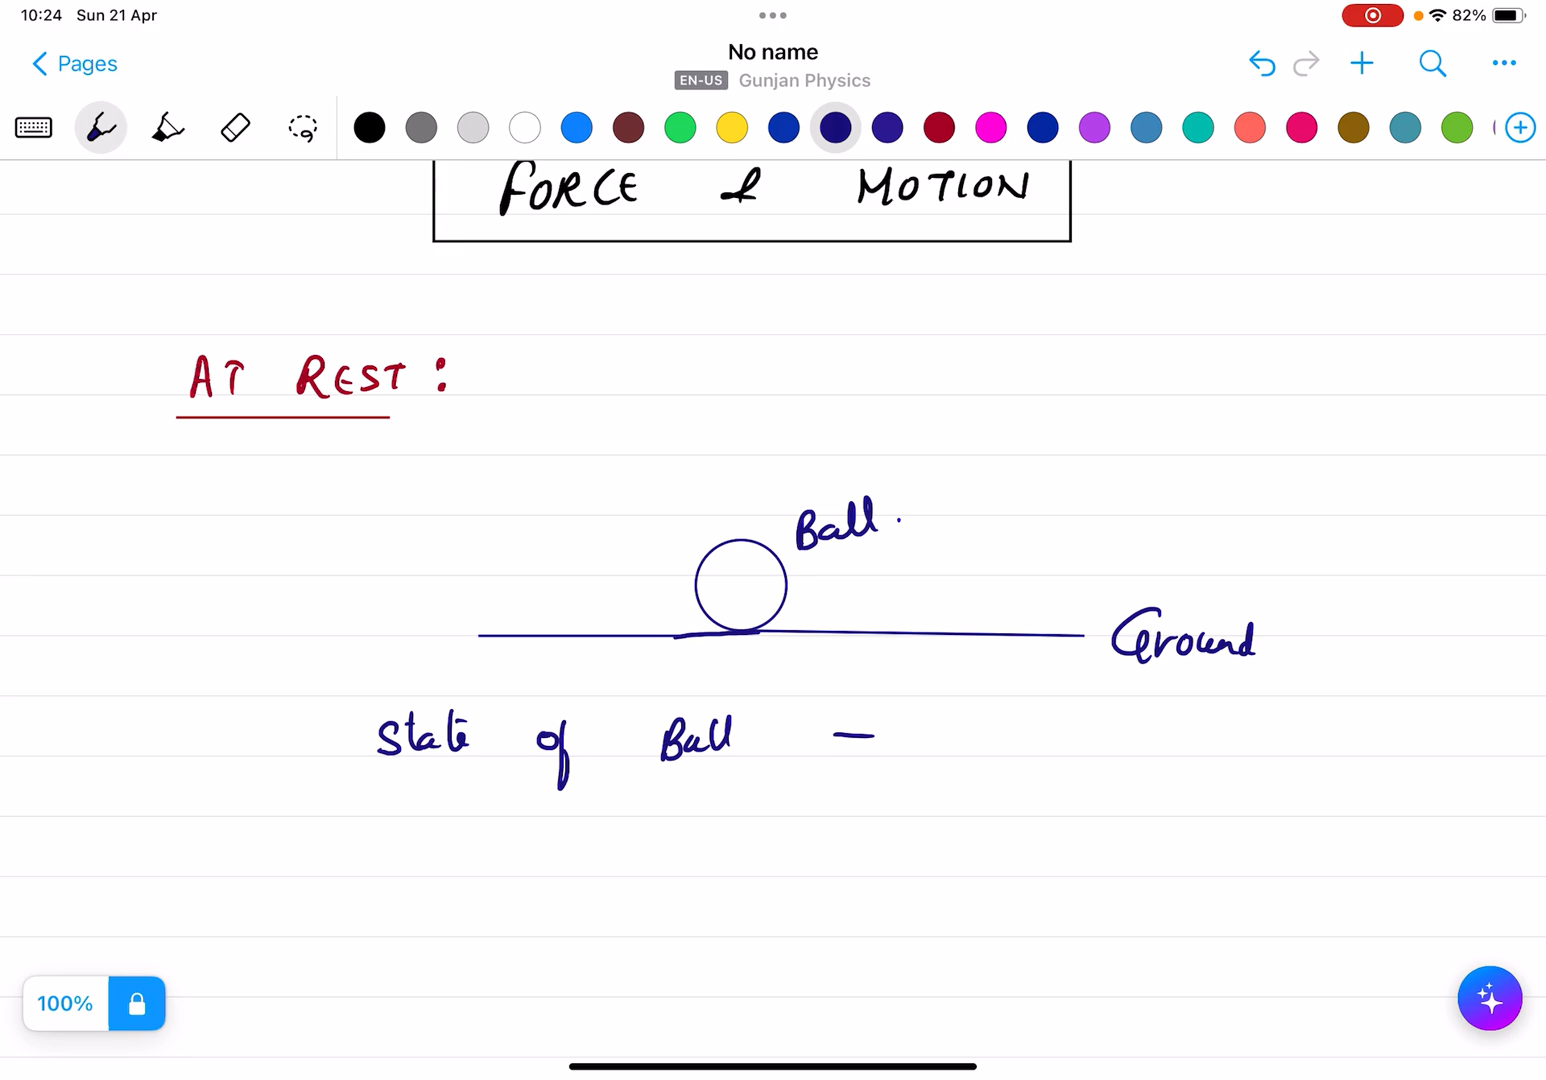 10:24 Sun 21 Apr
82%
No name
Pages
EN-US Gunjan Physics
FORCE & MOTION
AT REST :
Ball.
Ground
State of Ball —
100%